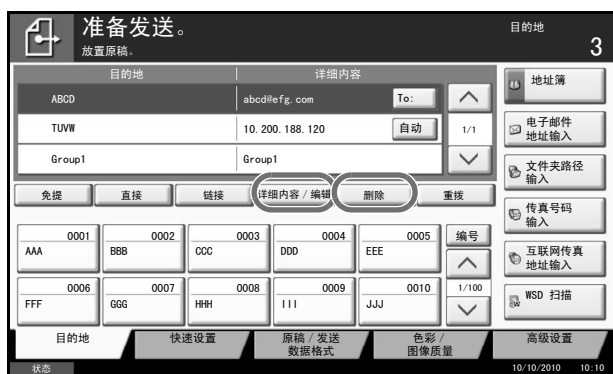 准备发送。
放置原稿。
目的地
3
目的地 详细内容
ABCD abcd@efg.com To:
TUVW 10.200.188.120 自动 1/1
Group1 Group1
免提 直接 链接 详细内容 / 编辑 删除 重拨
0001 0002 0003 0004 0005 编号
AAA BBB CCC DDD EEE
0006 0007 0008 0009 0010 1/100
FFF GGG HHH III JJJ
地址簿
电子邮件
地址输入
文件夹路径
输入
传真号码
输入
互联网传真
地址输入
WSD 扫描
目的地 快速设置 原稿 / 发送
数据格式 色彩 /
图像质量 高级设置
状态 10/10/2010 10:10